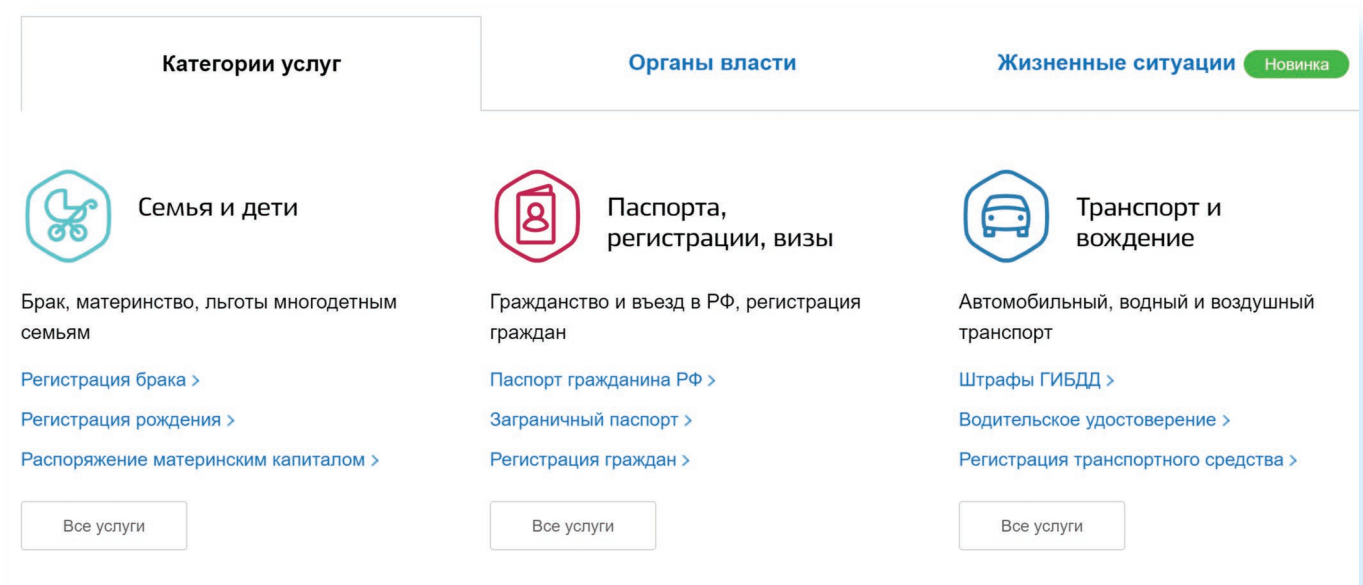 Категории услуг
Органы власти
Жизненные ситуации Новинка
Семья и дети
Брак, материнство, льготы многодетным
семьям
Регистрация брака >
Регистрация рождения >
Распоряжение материнским капиталом >
Все услуги
Паспорта,
регистрации, визы
Гражданство и въезд в РФ, регистрация
граждан
Паспорт гражданина РФ >
Заграничный паспорт >
Регистрация граждан >
Все услуги
Транспорт и
вождение
Автомобильный, водный и воздушный
транспорт
Штрафы ГИБДД >
Водительское удостоверение >
Регистрация транспортного средства >
Все услуги